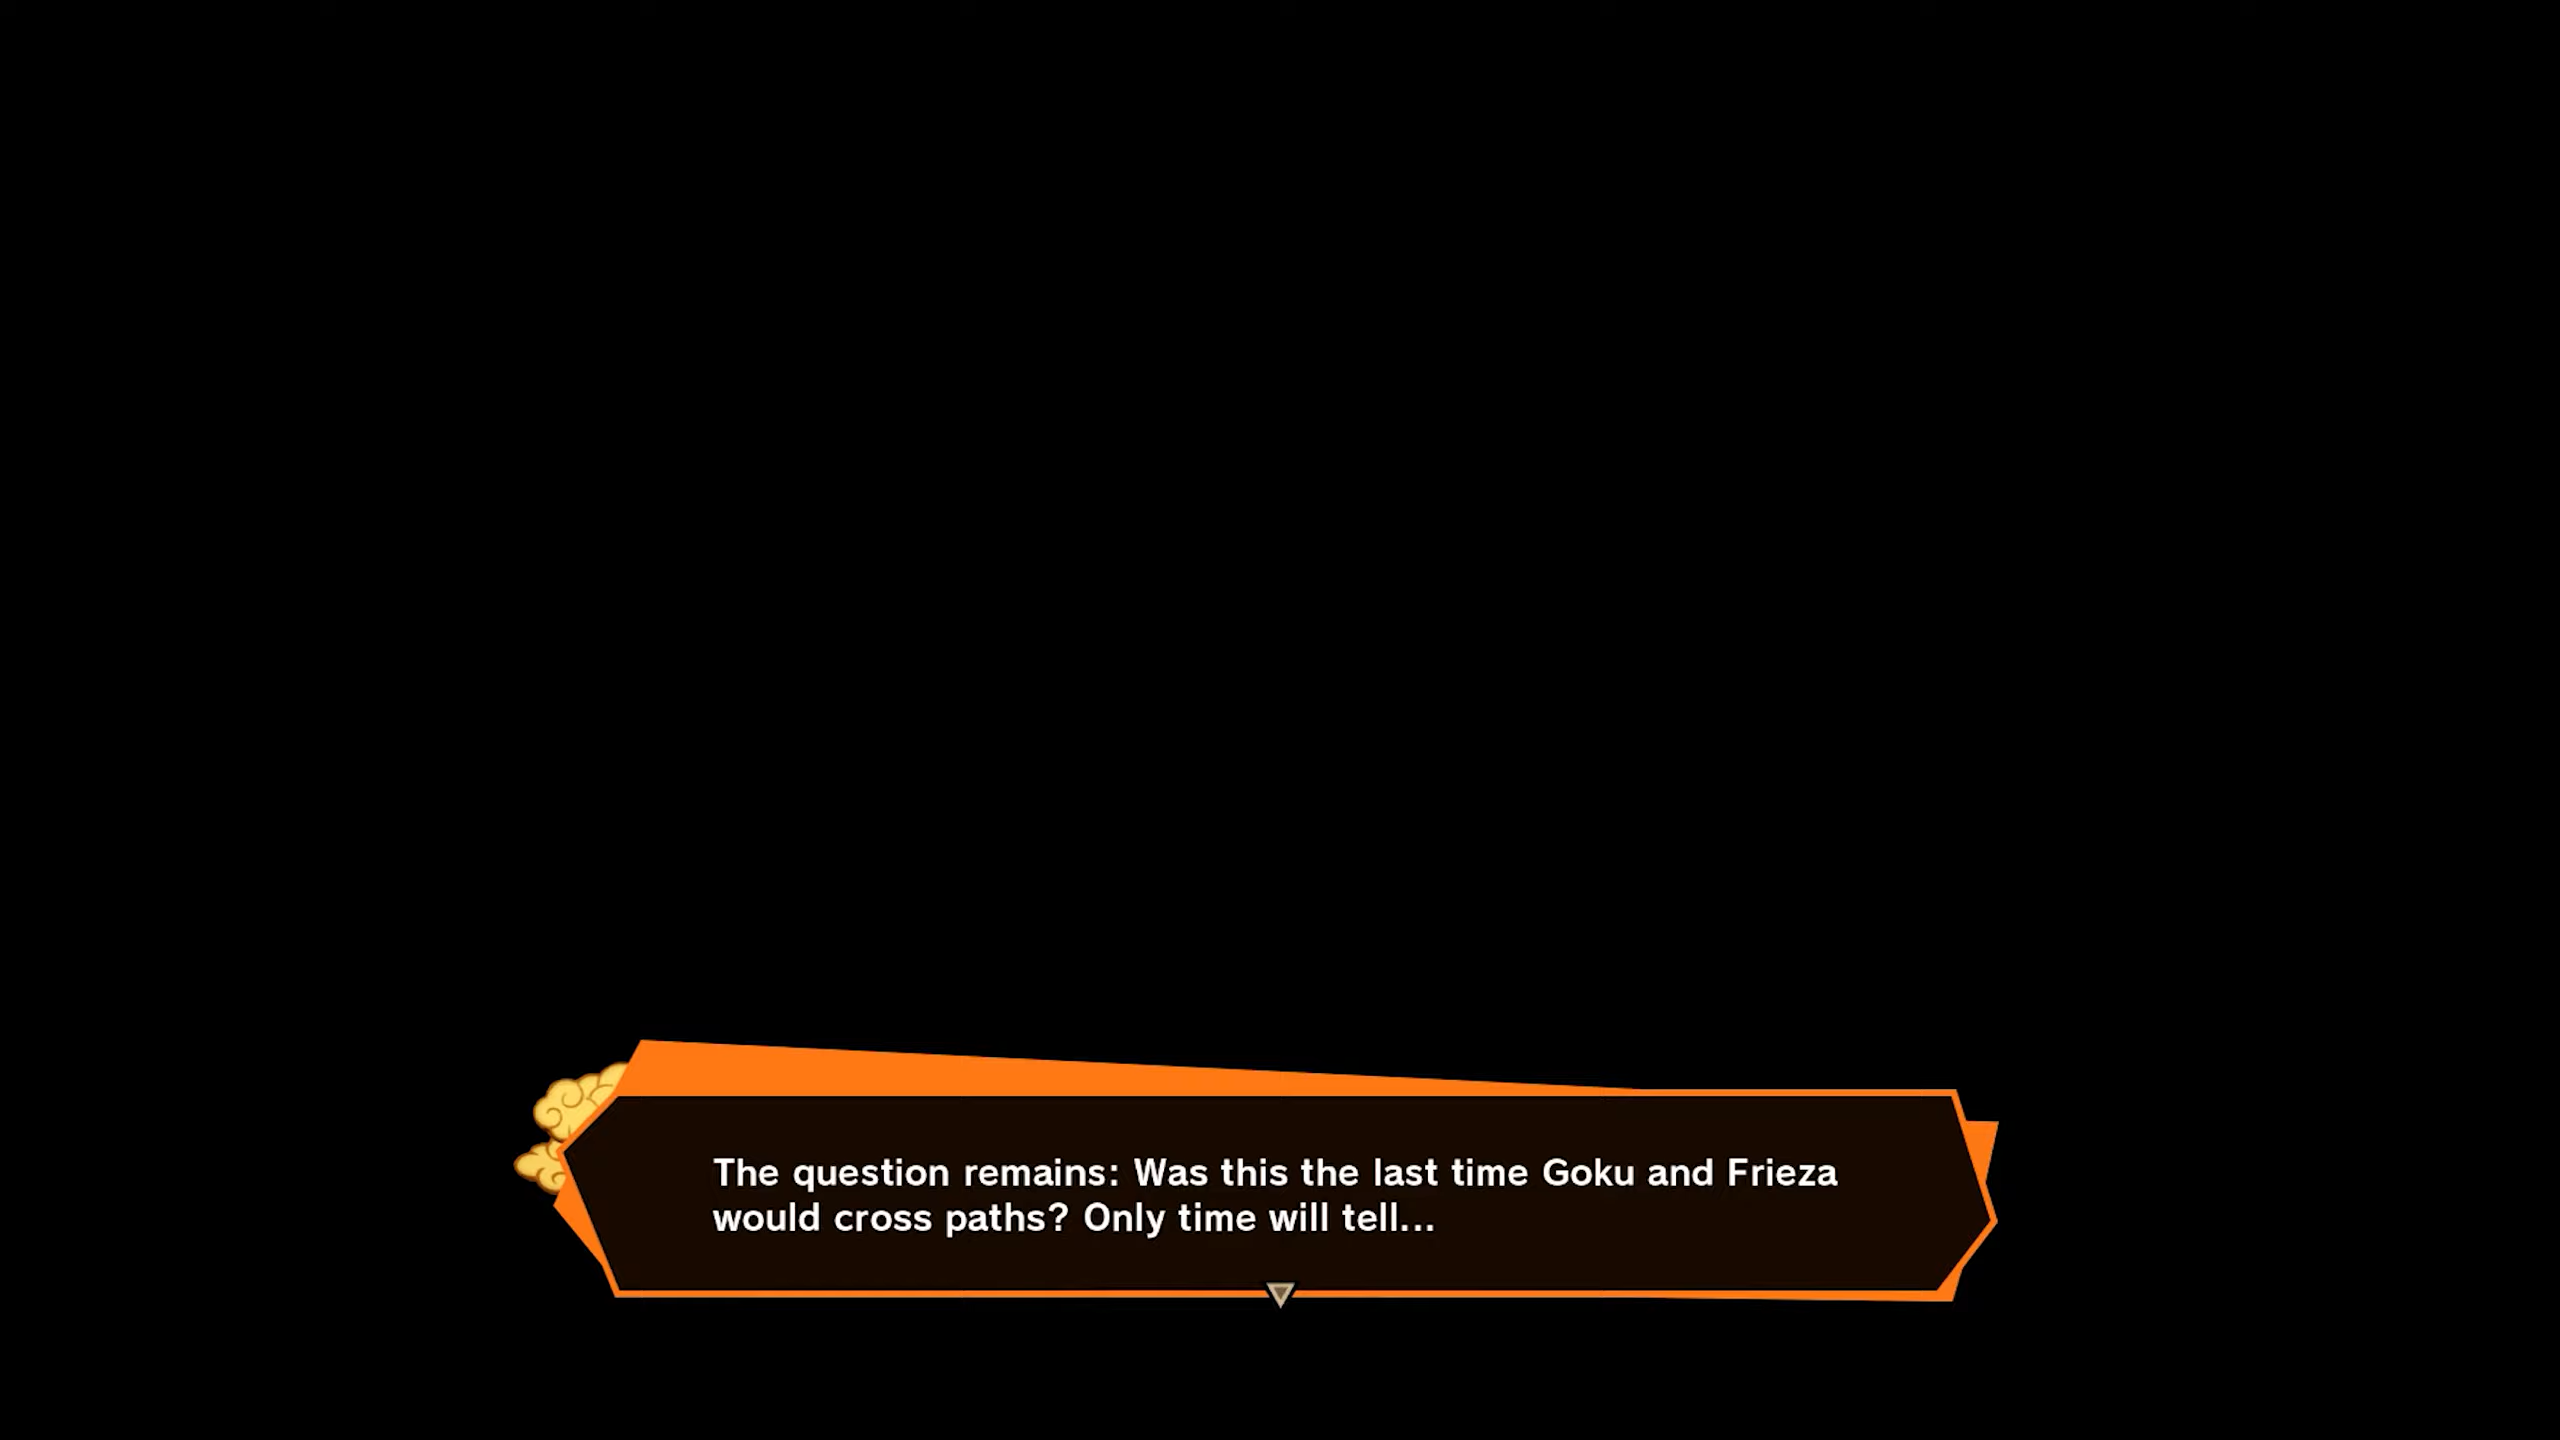 The question remains: Was this the last time Goku and Frieza
would cross paths? Only time will tell...